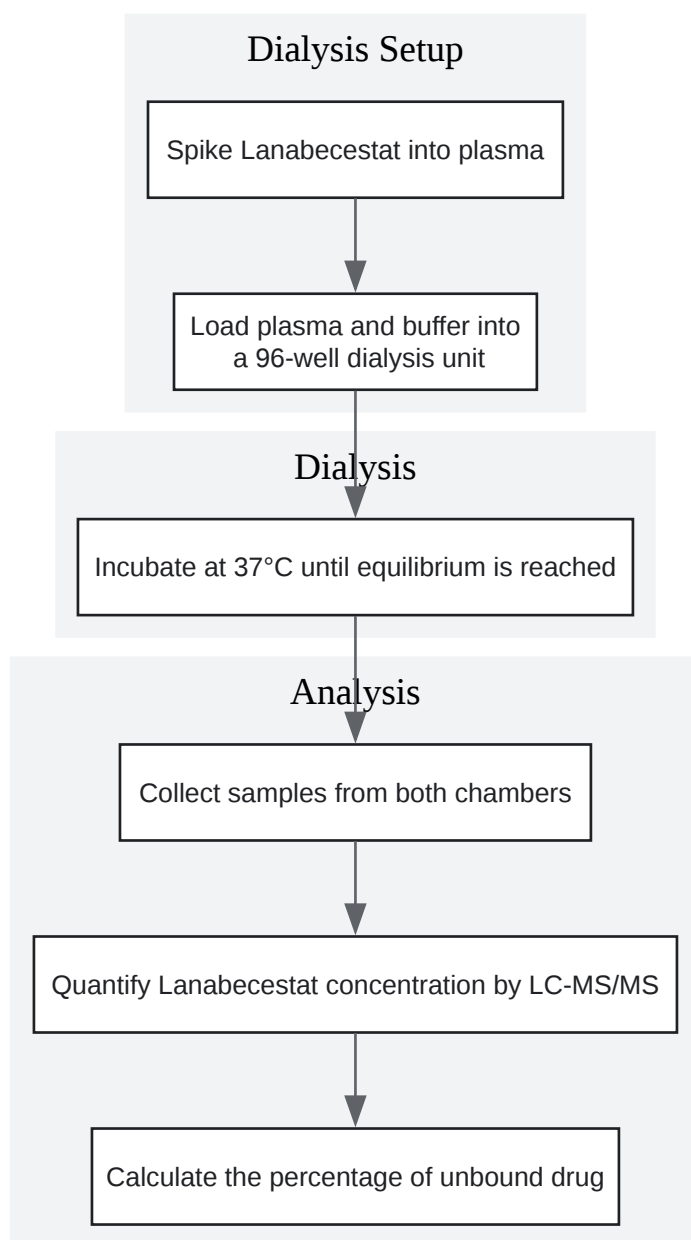 Dialysis Setup
Spike Lanabecestat into plasma
Load plasma and buffer into
a 96-well dialysis unit
Dialysis
Incubate at 37°C until equilibrium is reached
Analysis
Collect samples from both chambers
Quantify Lanabecestat concentration by LC-MS/MS
Calculate the percentage of unbound drug